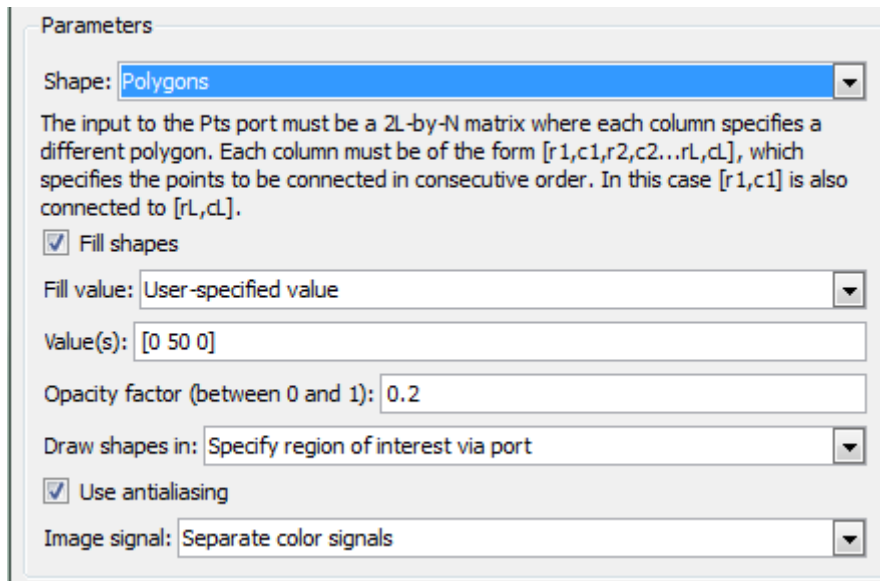 Parameters
Shape: Polygons
The input to the Pts port must be a 2L-by-N matrix where each column specifies a
different polygon. Each column must be of the form [r1,c1,r2,c2...rL,cL], which
specifies the points to be connected in consecutive order. In this case [r1,c1] is also
connected to [rL,cL].
Fill shapes
Fill value: User-specified value
Value(s): [0 50 0]
Opacity factor (between 0 and 1): 0.2
Draw shapes in: Specify region of interest via port
Use antialiasing
Image signal: Separate color signals